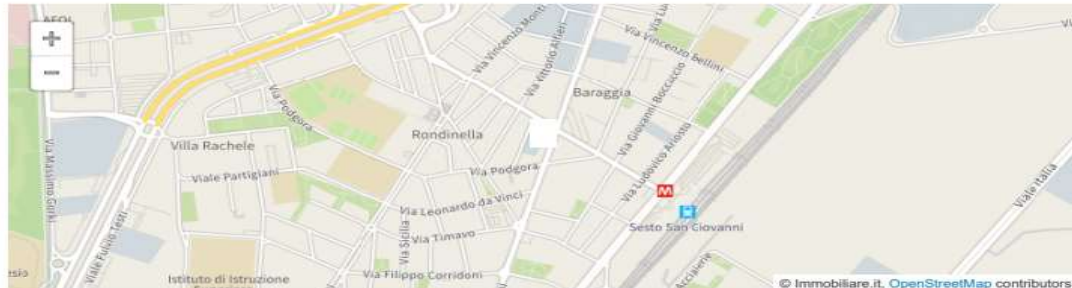 +
−
Via Massimo Gorki
Villa Rachele
Viale Fulvio Testi
Viale Partigiani
Via Podgora
Rondinella
Via Vincenzo Monti
Via Vittorio Alfieri
Baraggia
Via Vincenzo Bellini
Via Giovanni Boccaccio
Via Ludovico Ariosto
Via Podgora
Via Leonardo da Vinci
Via Timavo
Via Sicilia
Via Filippo Corridoni
Istituto di Istruzione
M
Sesto San Giovanni
Acciaierie
Viale Italia
© Immobiliare.it, OpenStreetMap contributors